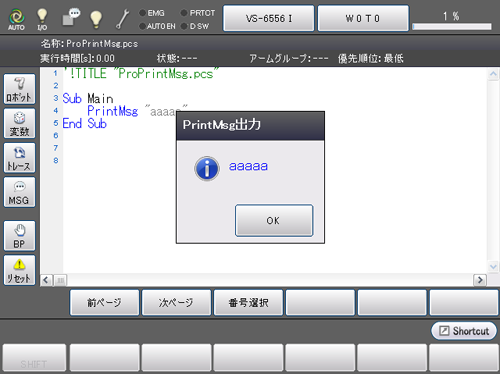 AUTO
I/O
EMG
PRTCT
AUTOEN
DSW
VS-6556 I
W0T0
1 %
名称:ProPrintMsg.pcs
実行時間[s]:0.00 状態:--- アームグループ:--- 優先順位:最低
1 '!TITLE "ProPrintMsg.pcs"
2
3 Sub Main
4 PrintMsg "aaaaa"
5 End Sub
6
7
8
ロボット
変数
トレース
MSG
BP
リセット
PrintMsg出力
aaaaa
OK
前ページ
次ページ
番号選択
Shortcut
SHIFT